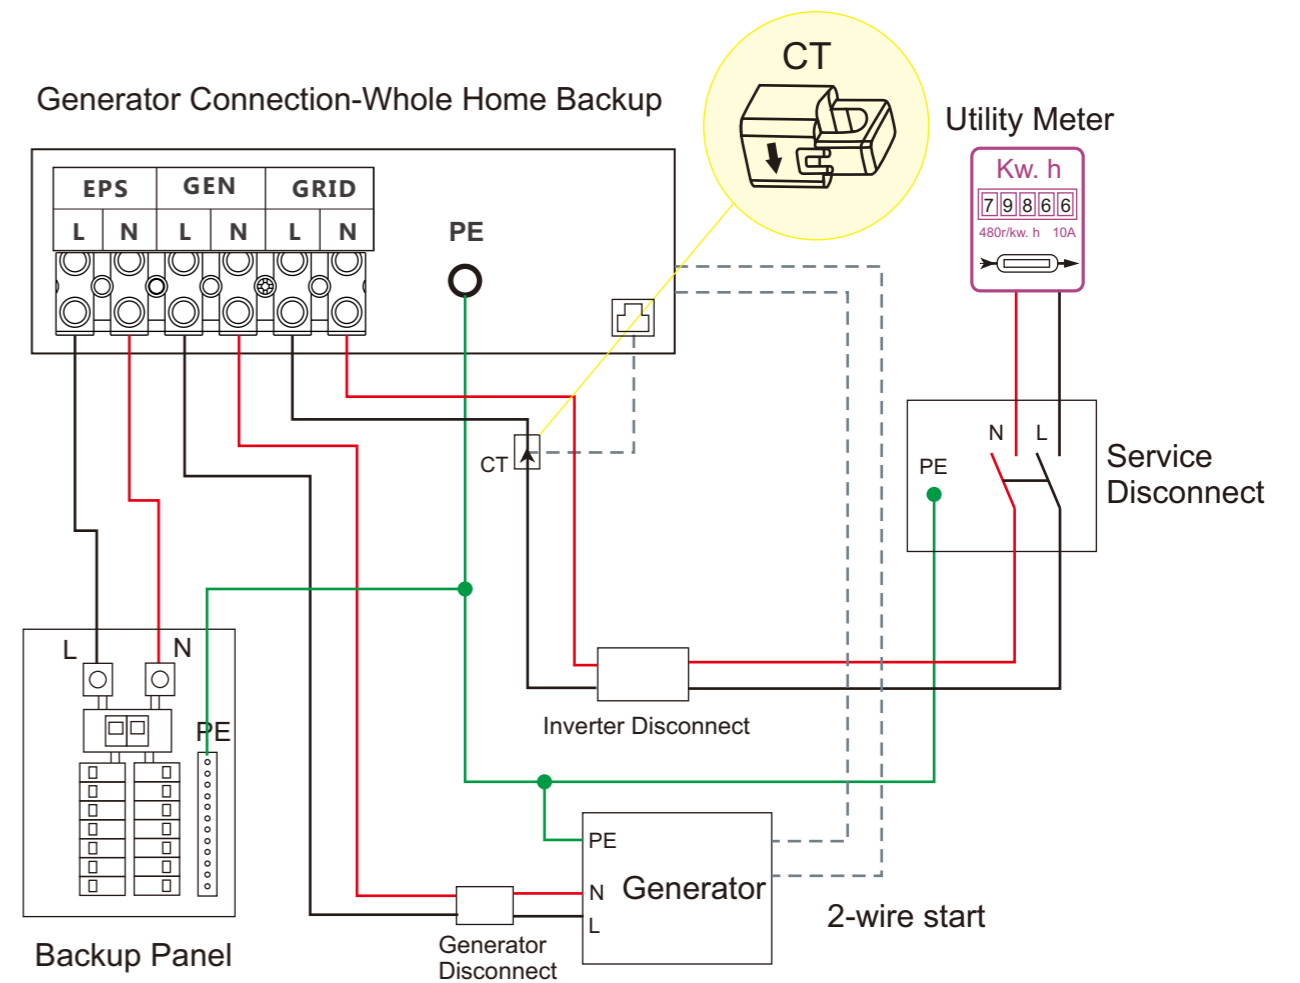 CT
Generator Connection-Whole Home Backup
Utility Meter
Kw. h
79866
480r/kw. h 10A
EPS GEN GRID
L N L N L N
PE
N L
PE
Service
Disconnect
CT
L N
PE
Inverter Disconnect
PE
N
Generator
L
2-wire start
Generator
Disconnect
Backup Panel